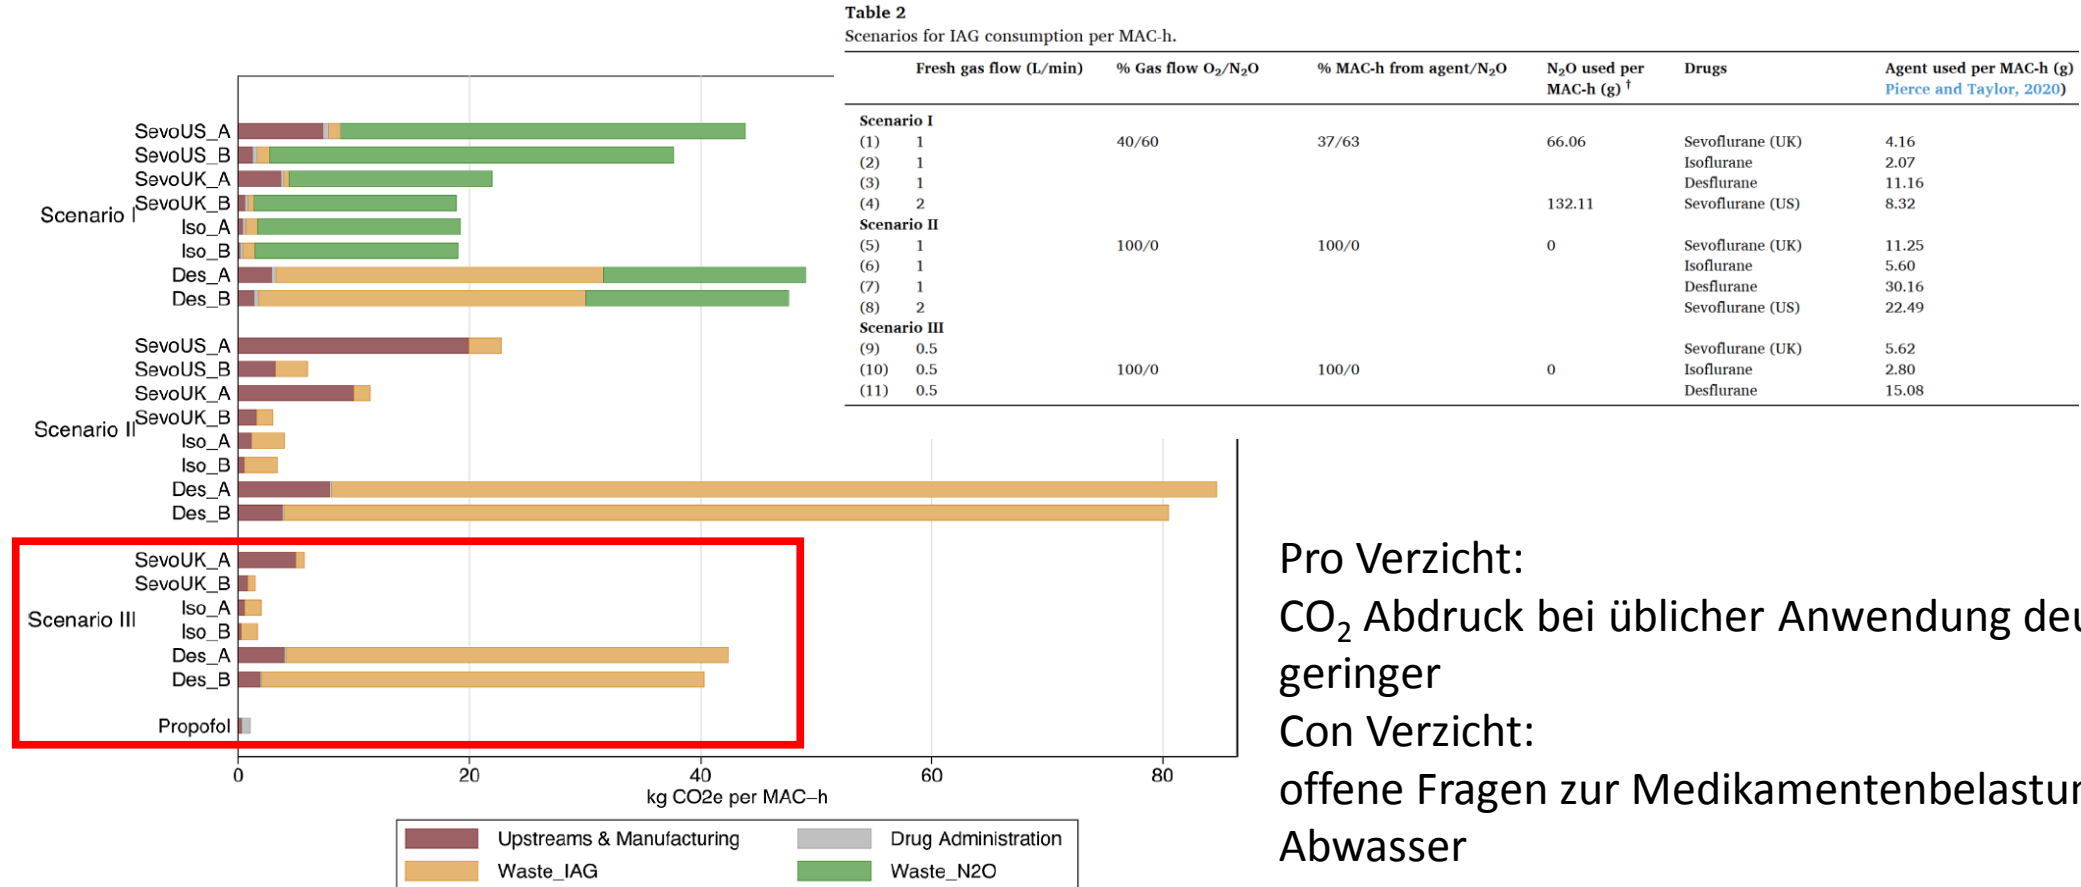 Table 2
Scenarios for IAG consumption per MAC-h.
Fresh gas flow (L/min) % Gas flow O₂/N₂O % MAC-h from agent/N₂O N₂O used per MAC-h (g) † Drugs Agent used per MAC-h (g) Pierce and Taylor, 2020)
Scenario I
(1) 1 40/60 37/63 66.06 Sevoflurane (UK) 4.16
(2) 1 Isoflurane 2.07
(3) 1 Desflurane 11.16
(4) 2 132.11 Sevoflurane (US) 8.32
Scenario II
(5) 1 100/0 100/0 0 Sevoflurane (UK) 11.25
(6) 1 Isoflurane 5.60
(7) 1 Desflurane 30.16
(8) 2 Sevoflurane (US) 22.49
Scenario III
(9) 0.5 Sevoflurane (UK) 5.62
(10) 0.5 100/0 100/0 0 Isoflurane 2.80
(11) 0.5 Desflurane 15.08
Scenario I
SevoUS_A
SevoUS_B
SevoUK_A
SevoUK_B
Iso_A
Iso_B
Des_A
Des_B
Scenario II
SevoUS_A
SevoUS_B
SevoUK_A
SevoUK_B
Iso_A
Iso_B
Des_A
Des_B
Scenario III
SevoUK_A
SevoUK_B
Iso_A
Iso_B
Des_A
Des_B
Propofol
0 20 40 60 80
kg CO2e per MAC–h
Upstreams & Manufacturing Drug Administration
Waste_IAG Waste_N2O
Pro Verzicht:
CO₂ Abdruck bei üblicher Anwendung
geringer
Con Verzicht:
offene Fragen zur
Abwasser